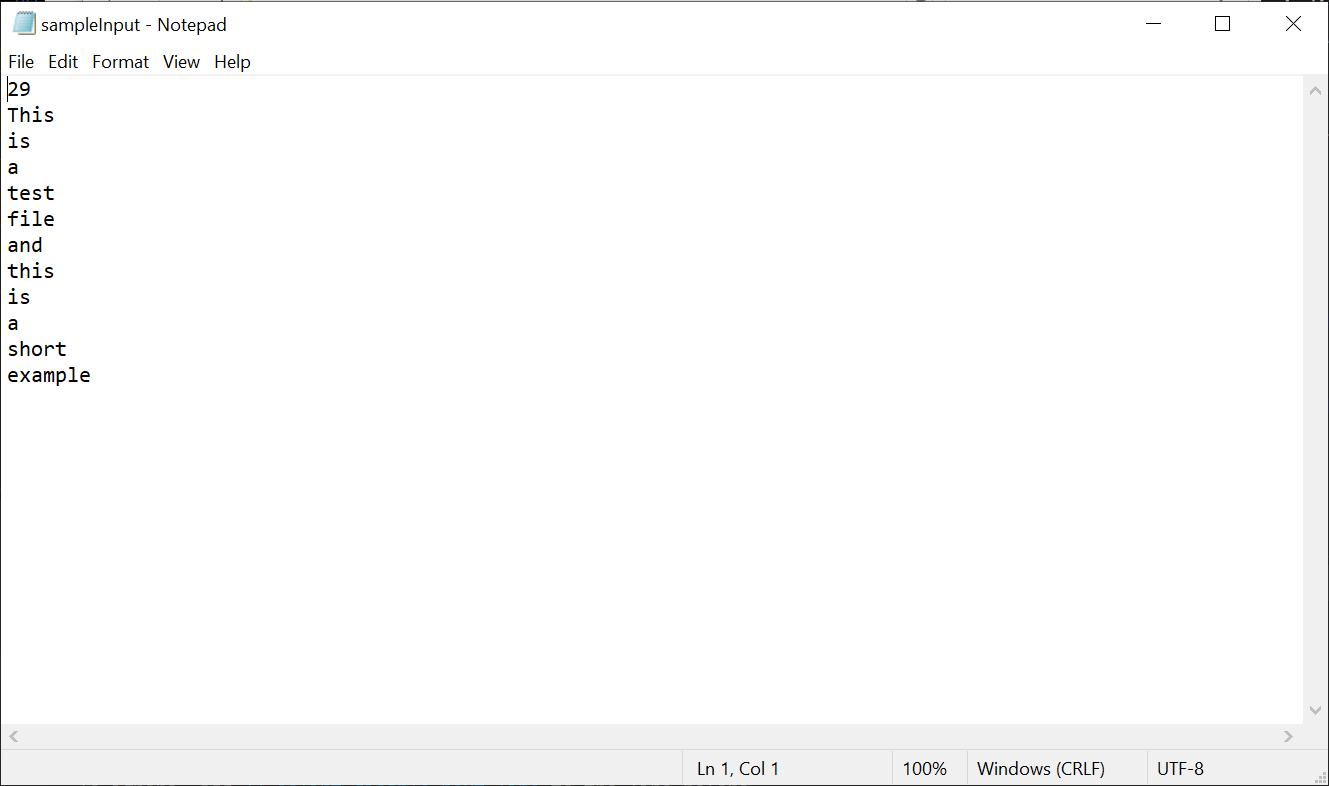 sampleInput - Notepad
File Edit Format View Help
29
This
is
a
test
file
and
this
is
a
short
example
Ln 1, Col 1 100% Windows (CRLF) UTF-8